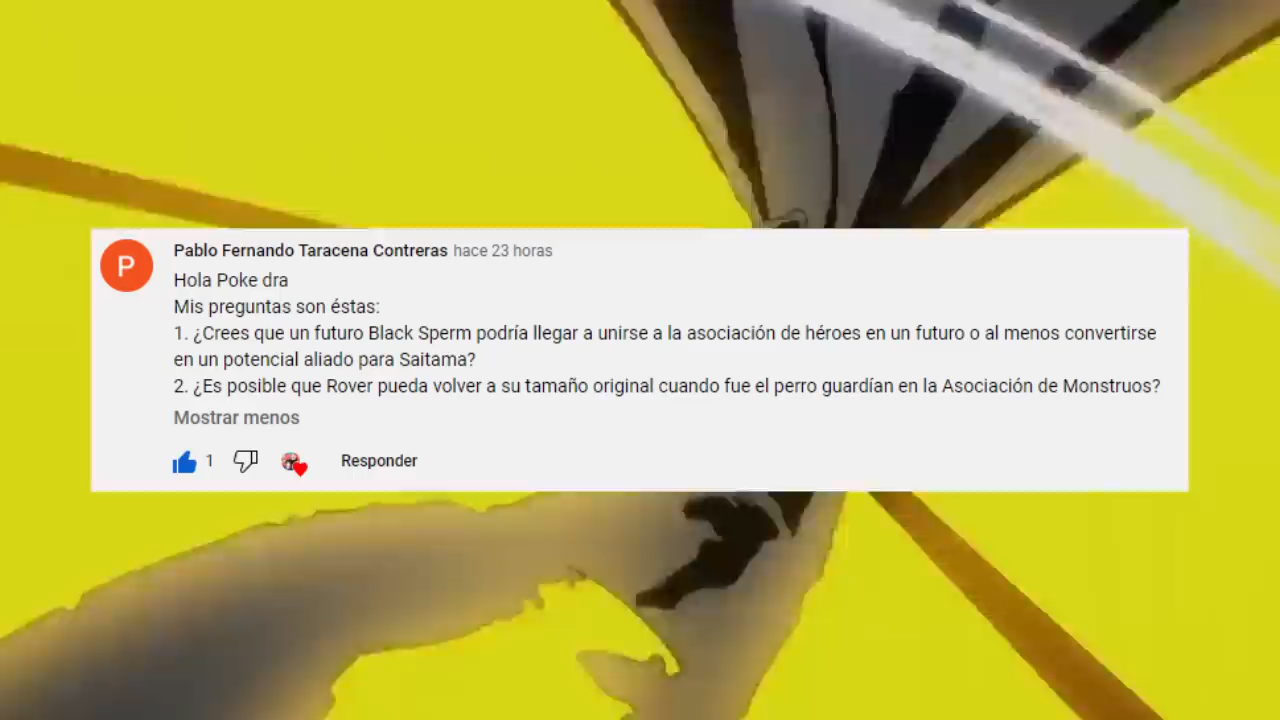 Pablo Fernando Taracena Contreras hace 23 horas
P
Hola Poke dra
Mis preguntas son éstas:
1. ¿Crees que un futuro Black Sperm podría llegar a unirse a la asociación de héroes en un futuro o al menos convertirse
en un potencial aliado para Saitama?
2. ¿Es posible que Rover pueda volver a su tamaño original cuando fue el perro guardían en la Asociación de Monstruos?
Mostrar menos
1
Responder